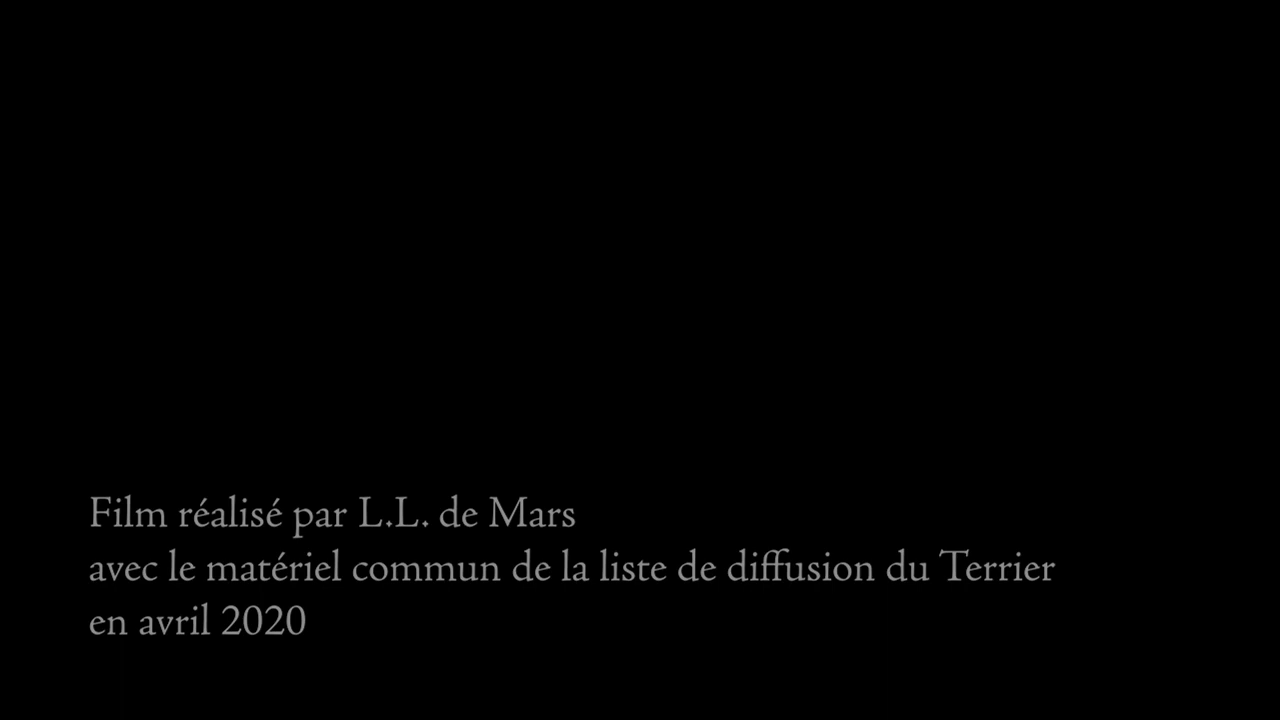 Film réalisé par L.L. de Mars
avec le matériel commun de la liste de diffusion du Terrier
en avril 2020